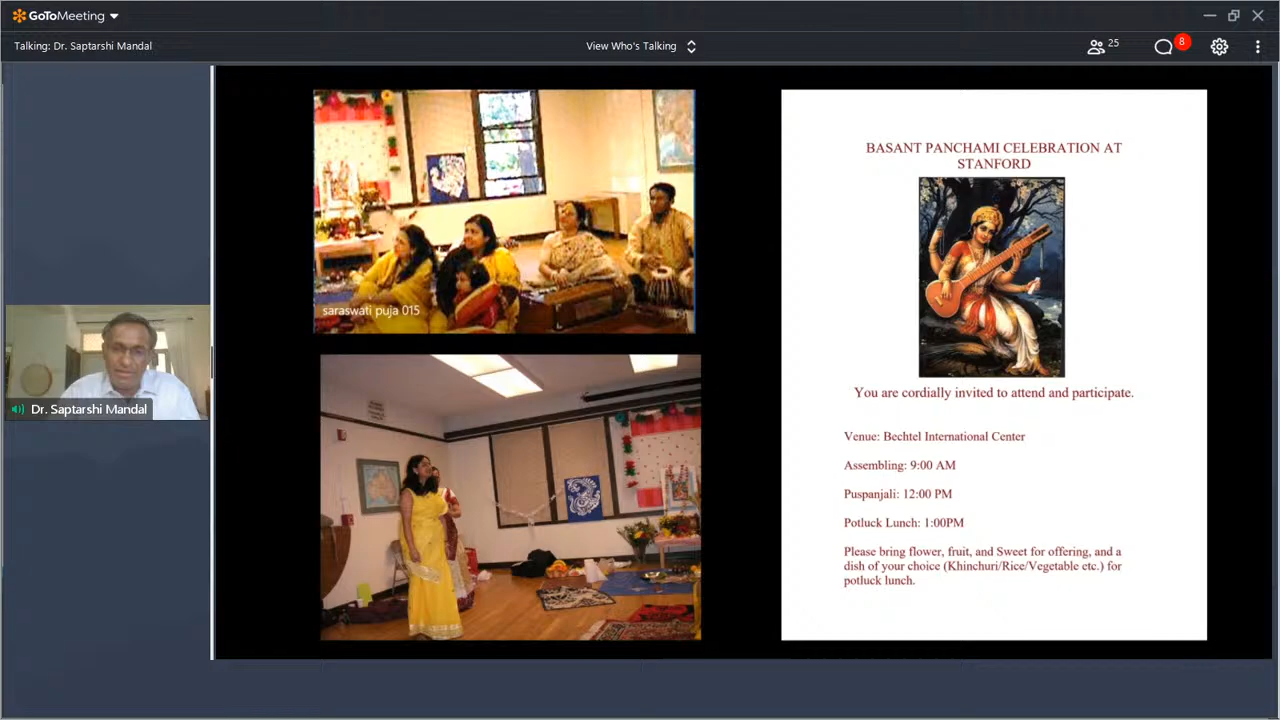 GoToMeeting
Talking: Dr. Saptarshi Mandal
View Who's Talking
25
8
saraswati puja 015
BASANT PANCHAMI CELEBRATION AT
STANFORD
You are cordially invited to attend and participate.
Venue: Bechtel International Center
Assembling: 9:00 AM
Puspanjali: 12:00 PM
Potluck Lunch: 1:00PM
Please bring flower, fruit, and Sweet for offering, and a
dish of your choice (Khinchuri/Rice/Vegetable etc.) for
potluck lunch.
Dr. Saptarshi Mandal